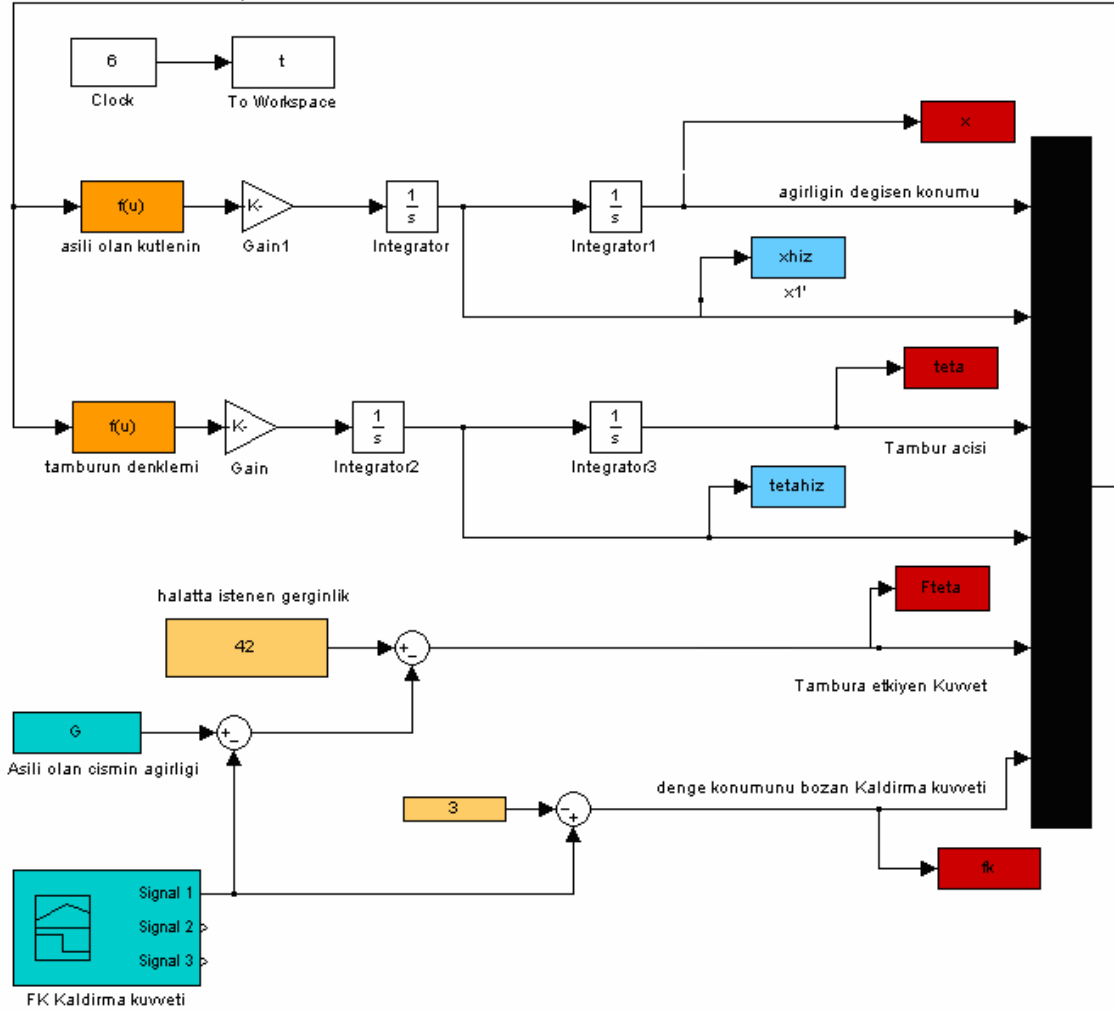 6
t
Clock
To Workspace
x
f(u)
K-
1
s
1
s
agirligin degisen konumu
asili olan kutlenin
Gain1
Integrator
Integrator1
xhiz
x1'
teta
f(u)
K-
1
s
1
s
Tambur acisi
tamburun denklemi
Gain
Integrator2
Integrator3
tetahiz
Fteta
halatta istenen gerginlik
42
+
−
Tambura etkiyen Kuvvet
G
+
−
Asili olan cismin agirligi
denge konumunu bozan Kaldirma kuvveti
3
−
+
fk
Signal 1
Signal 2
Signal 3
FK Kaldirma kuvveti